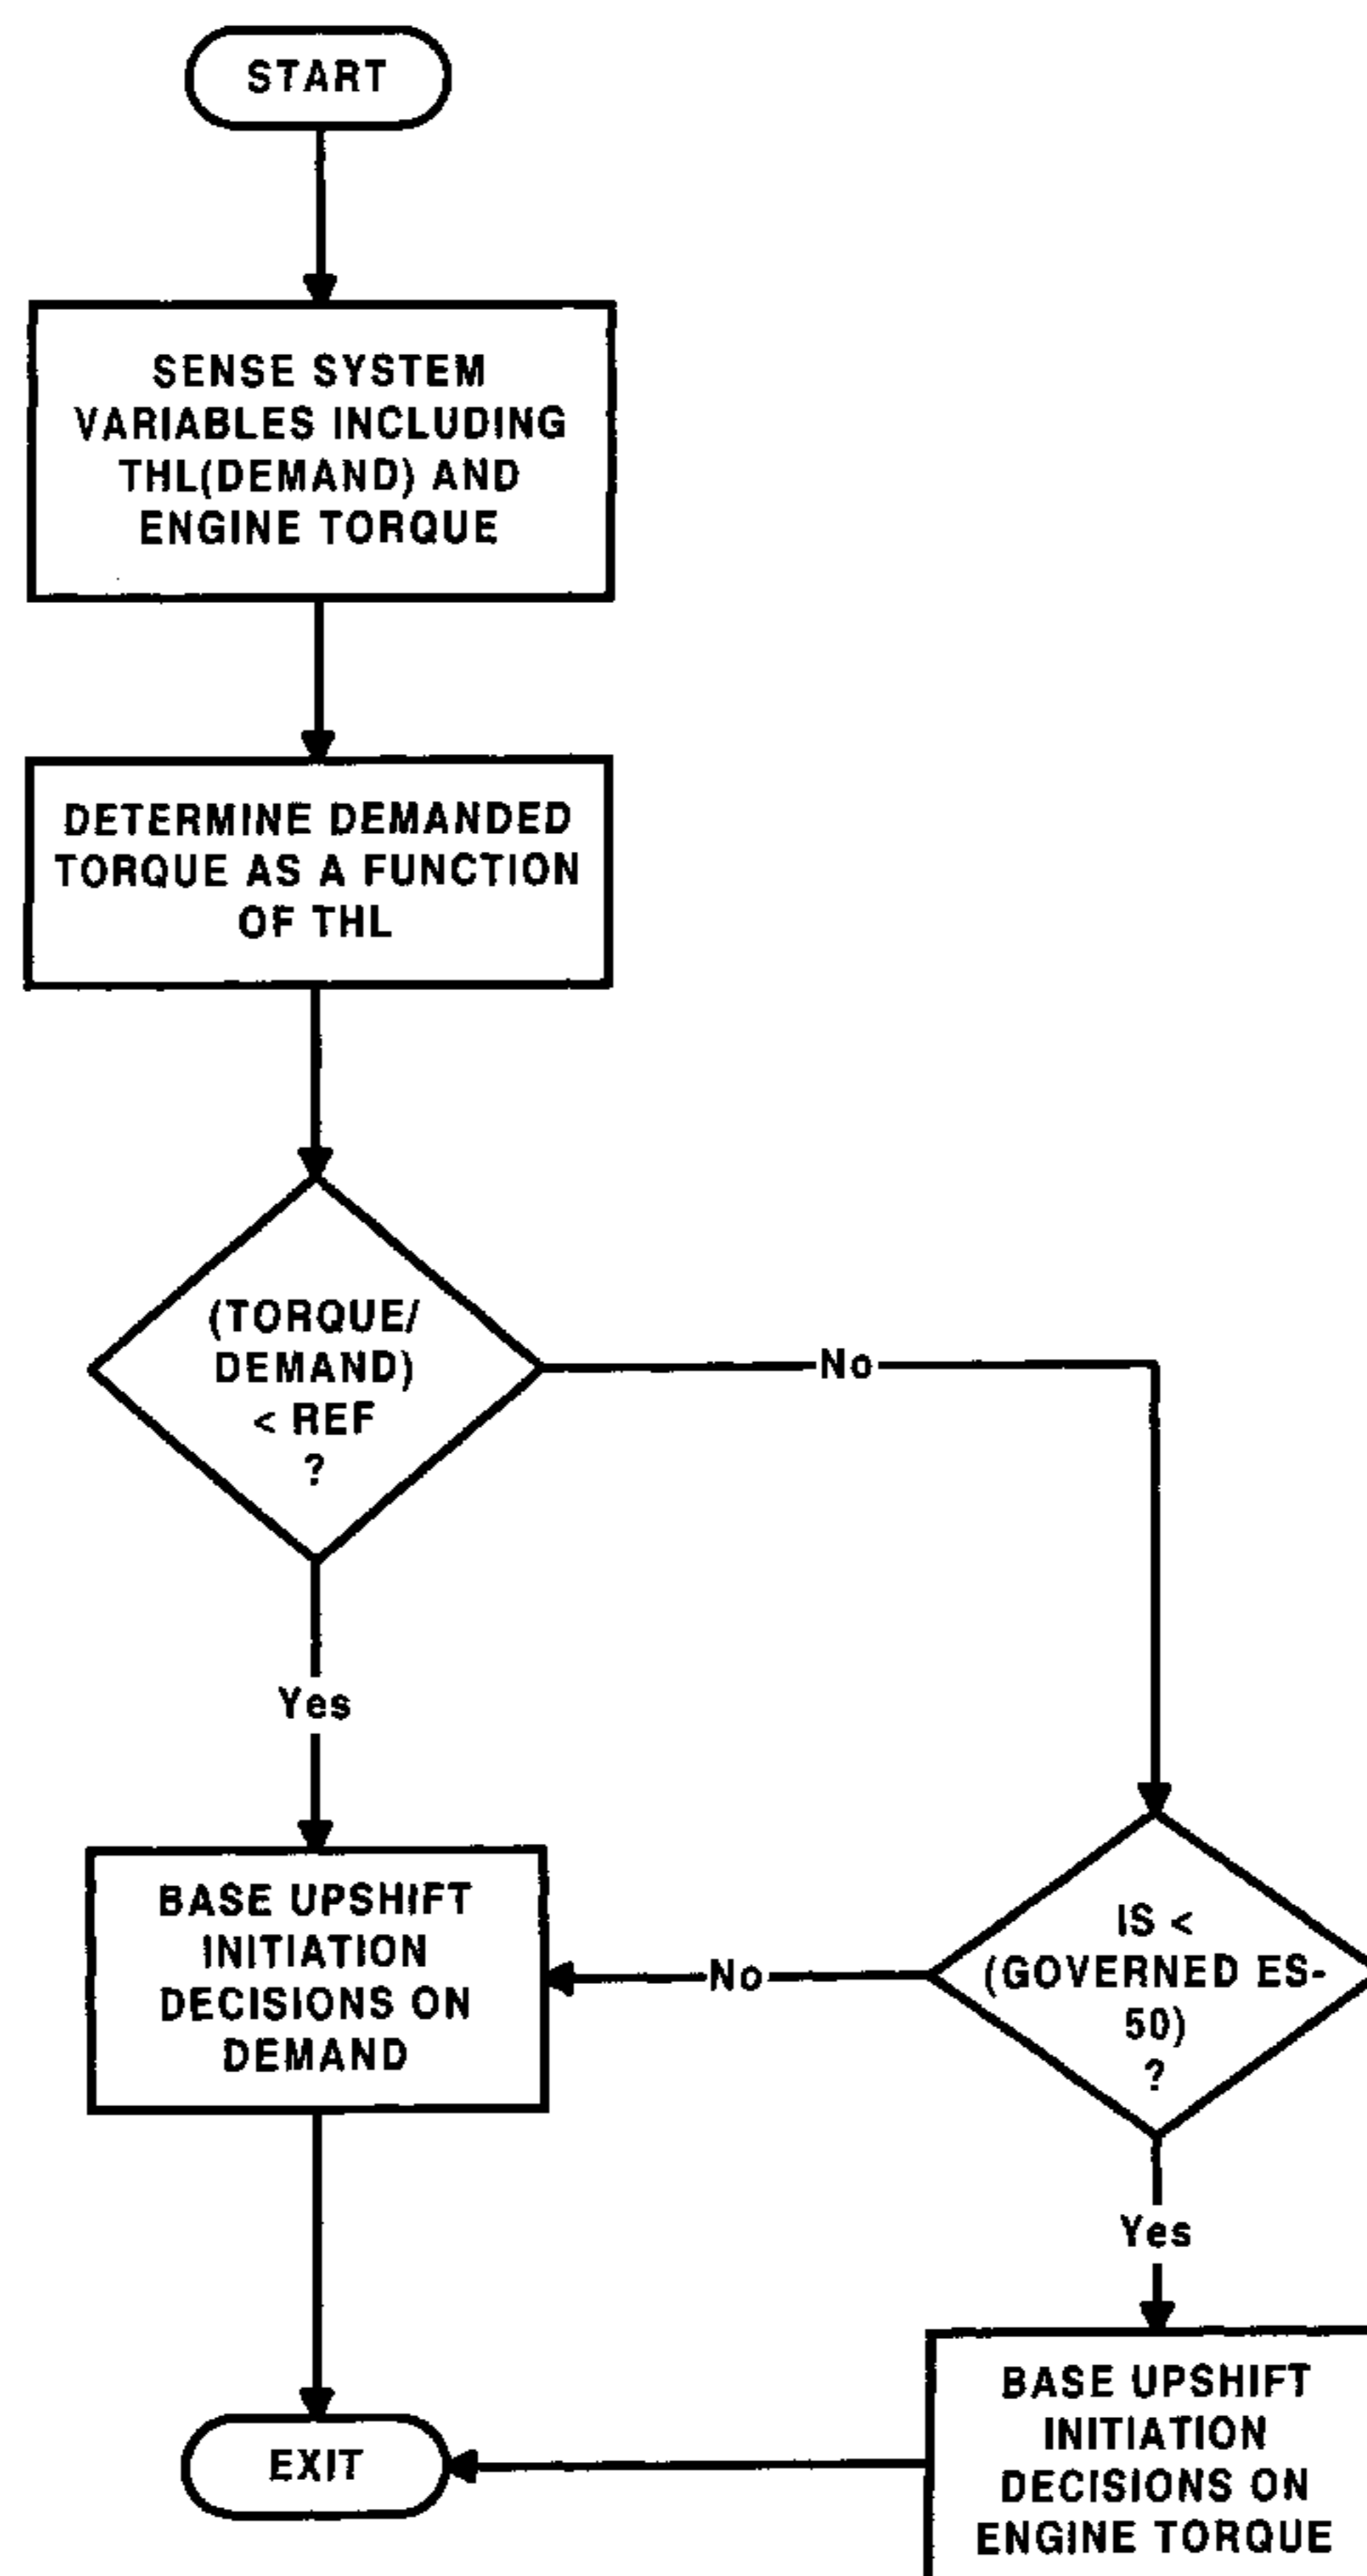 START
SENSE SYSTEM
VARIABLES INCLUDING
THL(DEMAND) AND
ENGINE TORQUE
DETERMINE DEMANDED
TORQUE AS A FUNCTION
OF THL
(TORQUE/
DEMAND)
< REF
?
No
Yes
BASE UPSHIFT
INITIATION
DECISIONS ON
DEMAND
No
IS <
(GOVERNED ES-
50)
?
Yes
BASE UPSHIFT
INITIATION
DECISIONS ON
ENGINE TORQUE
EXIT